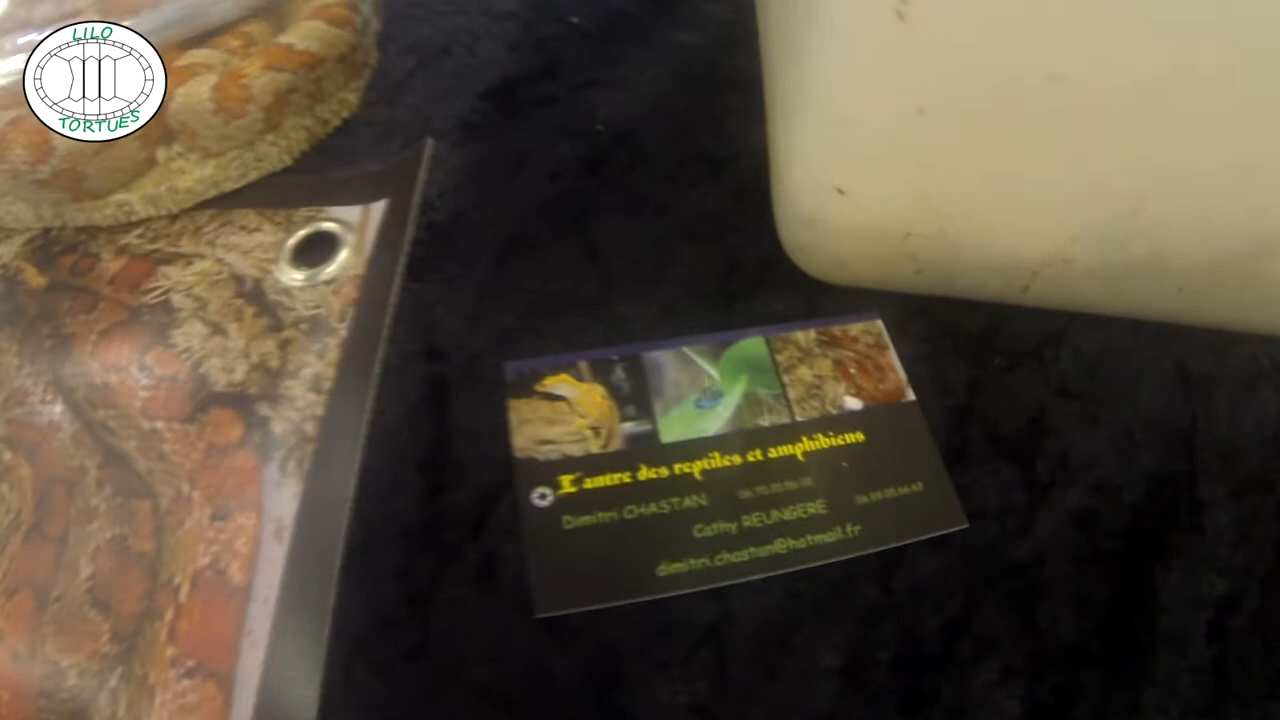 LILO
TORTUES
L'antre des reptiles et amphibiens
Dimitri CHASTAN
Cathy REUNGERE
dimitri.chastan@hotmail.fr